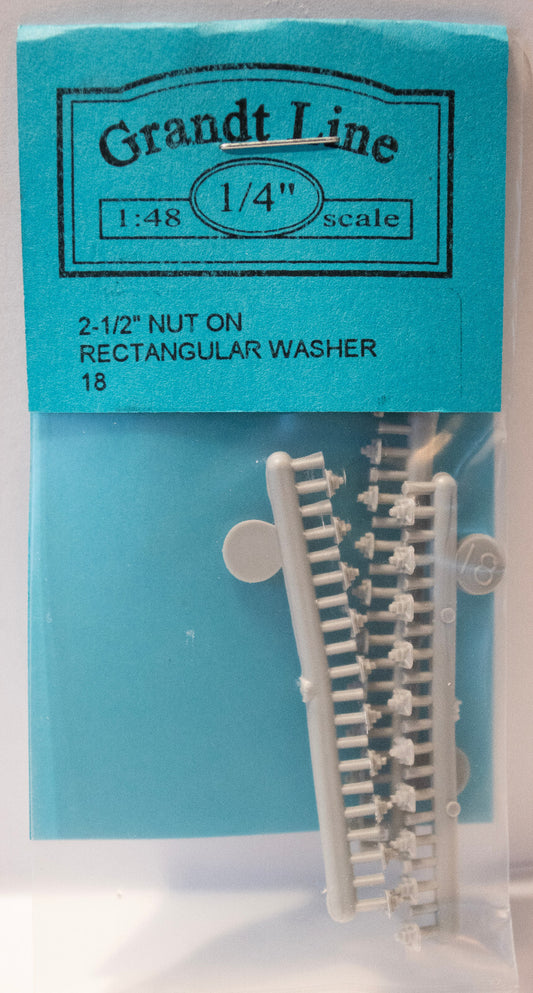 Grandt Line
1:48 1/4" scale
2-1/2" NUT ON
RECTANGULAR WASHER
18
18